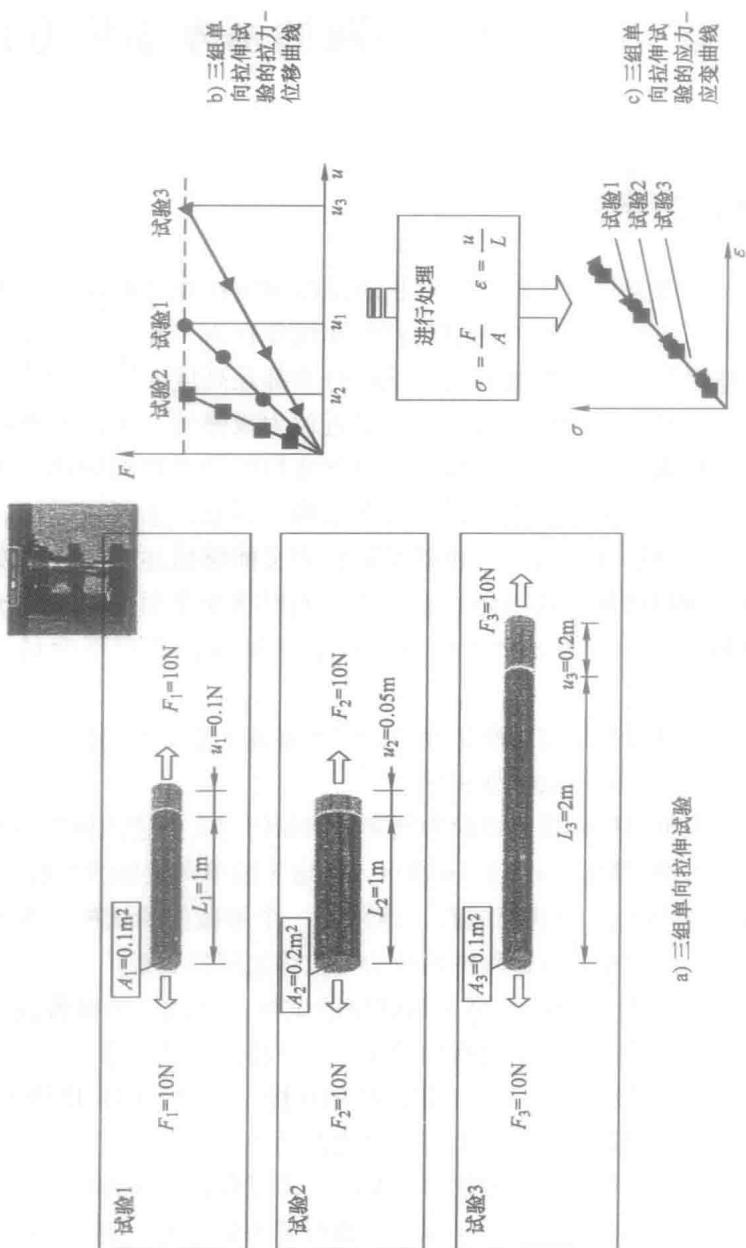 试验1
F₁=10N
A₁=0.1m²
L₁=1m
u₁=0.1N
F₁=10N
试验2
F₂=10N
A₂=0.2m²
L₂=1m
u₂=0.05m
F₂=10N
试验3
F₃=10N
A₃=0.1m²
L₃=2m
u₃=0.2m
F₃=10N
a) 三组单向拉伸试验
F
试验2
试验1
试验3
u₂
u₁
u₃
u
b) 三组单
向拉伸试
验的拉力-
位移曲线
进行处理
σ = F/A ε = u/L
σ
试验1
试验2
试验3
ε
c) 三组单
向拉伸试
验的应力-
应变曲线